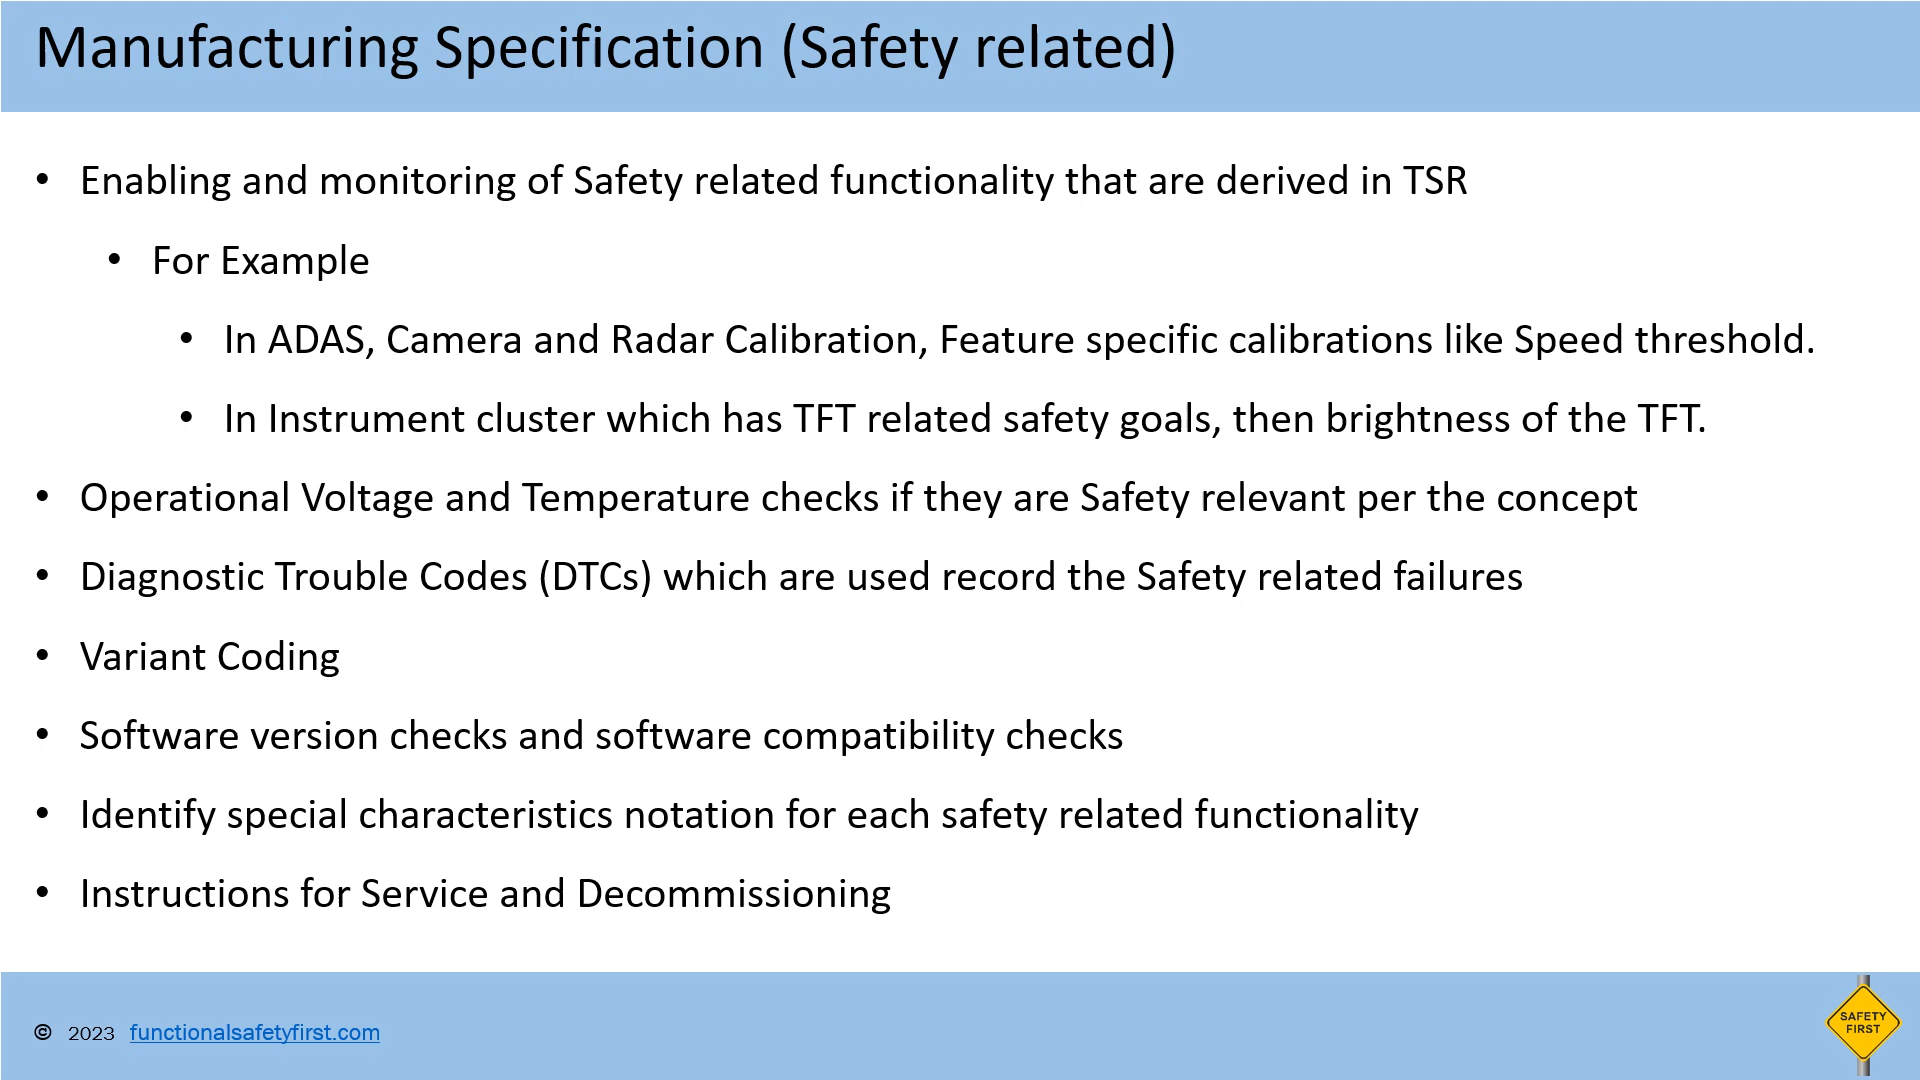 Manufacturing Specification (Safety related)
• Enabling and monitoring of Safety related functionality that are derived in TSR
• For Example
• In ADAS, Camera and Radar Calibration, Feature specific calibrations like Speed threshold.
• In Instrument cluster which has TFT related safety goals, then brightness of the TFT.
• Operational Voltage and Temperature checks if they are Safety relevant per the concept
• Diagnostic Trouble Codes (DTCs) which are used record the Safety related failures
• Variant Coding
• Software version checks and software compatibility checks
• Identify special characteristics notation for each safety related functionality
• Instructions for Service and Decommissioning
© 2023 functionalsafetyfirst.com
SAFETY
FIRST